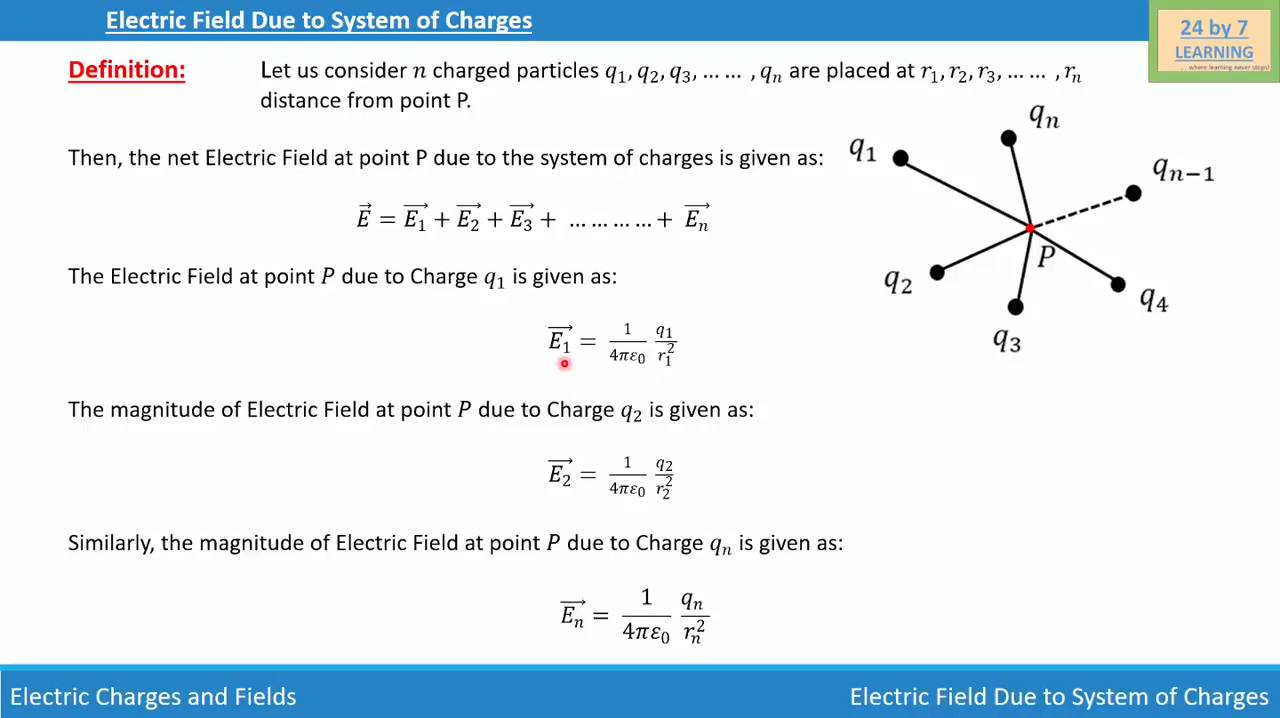 Electric Field Due to System of Charges
24 by 7
LEARNING
....where learning never stops!
Definition: Let us consider n charged particles q₁, q₂, q₃, … … , qₙ are placed at r₁, r₂, r₃, … … , rₙ
distance from point P.
qₙ
q₁
qₙ₋₁
Then, the net Electric Field at point P due to the system of charges is given as:
E⃗ = E₁⃗ + E₂⃗ + E₃⃗ + … … … … + Eₙ⃗
P
The Electric Field at point P due to Charge q₁ is given as:
q₂
q₄
q₃
E₁⃗ = 1/4πε₀ q₁/r₁²
The magnitude of Electric Field at point P due to Charge q₂ is given as:
E₂⃗ = 1/4πε₀ q₂/r₂²
Similarly, the magnitude of Electric Field at point P due to Charge qₙ is given as:
Eₙ⃗ = 1/4πε₀ qₙ/rₙ²
Electric Charges and Fields
Electric Field Due to System of Charges